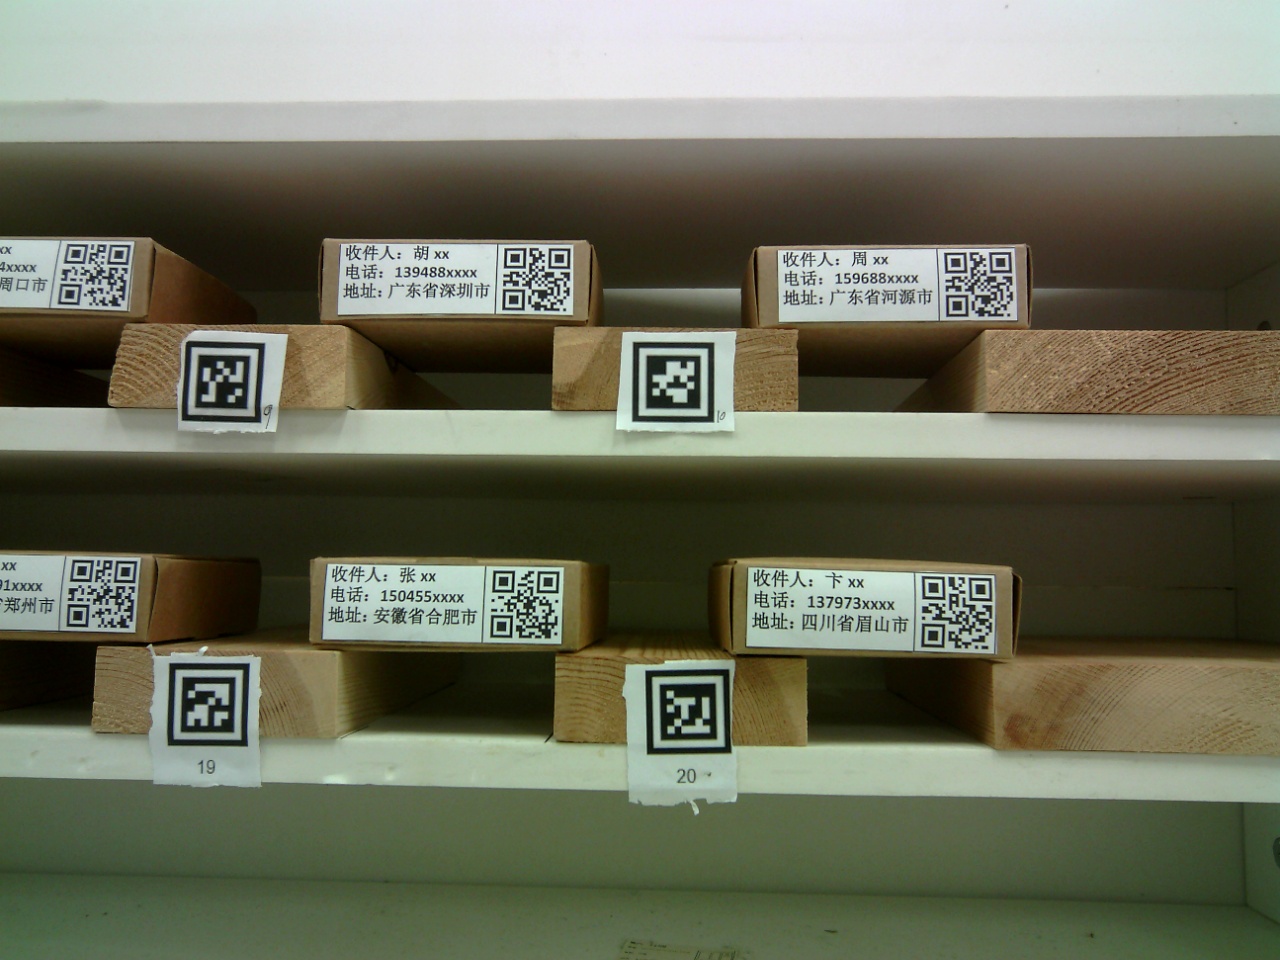 xx
4xxxx
周口市
收件人: 胡 xx
电话: 139488xxxx
地址: 广东省深圳市
收件人: 周 xx
电话: 159688xxxx
地址: 广东省河源市
9
10
xx
91xxxx
郑州市
收件人: 张 xx
电话: 150455xxxx
地址: 安徽省合肥市
收件人: 卞 xx
电话: 137973xxxx
地址: 四川省眉山市
19
20